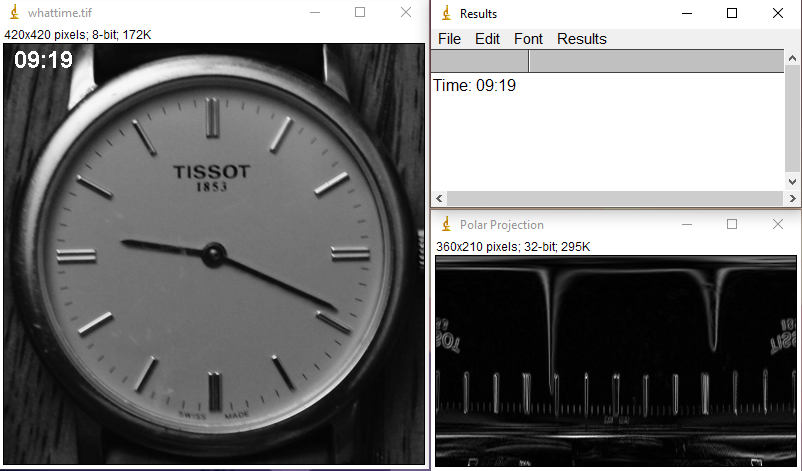 whattime.tif
420x420 pixels; 8-bit; 172K
09:19
TISSOT
1853
SWISS MADE
Results
File Edit Font Results
Time: 09:19
Polar Projection
360x210 pixels; 32-bit; 295K